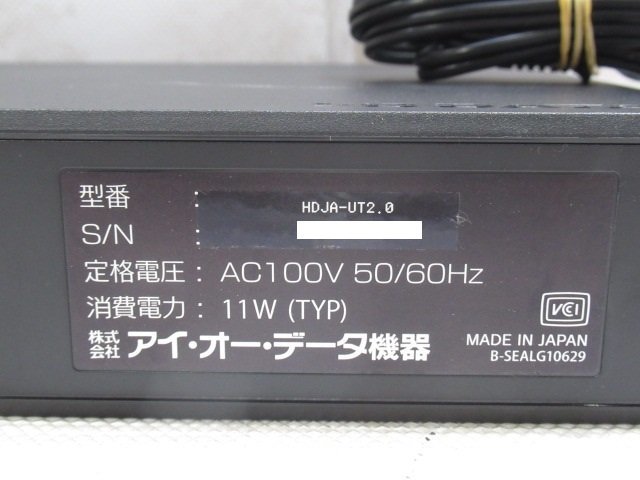 型番 : HDJA-UT2.0
S/N :
定格電圧 : AC100V 50/60Hz
消費電力 : 11W (TYP)
株式会社 アイ・オー・データ機器
VCI
MADE IN JAPAN
B-SEALG10629